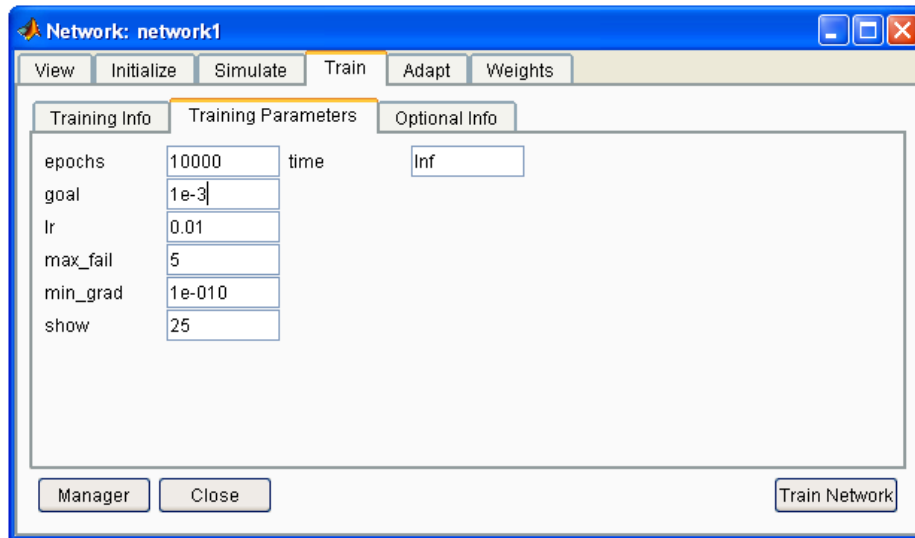 Network: network1
View Initialize Simulate Train Adapt Weights
Training Info Training Parameters Optional Info
epochs 10000 time Inf
goal 1e-3
lr 0.01
max_fail 5
min_grad 1e-010
show 25
Manager Close Train Network